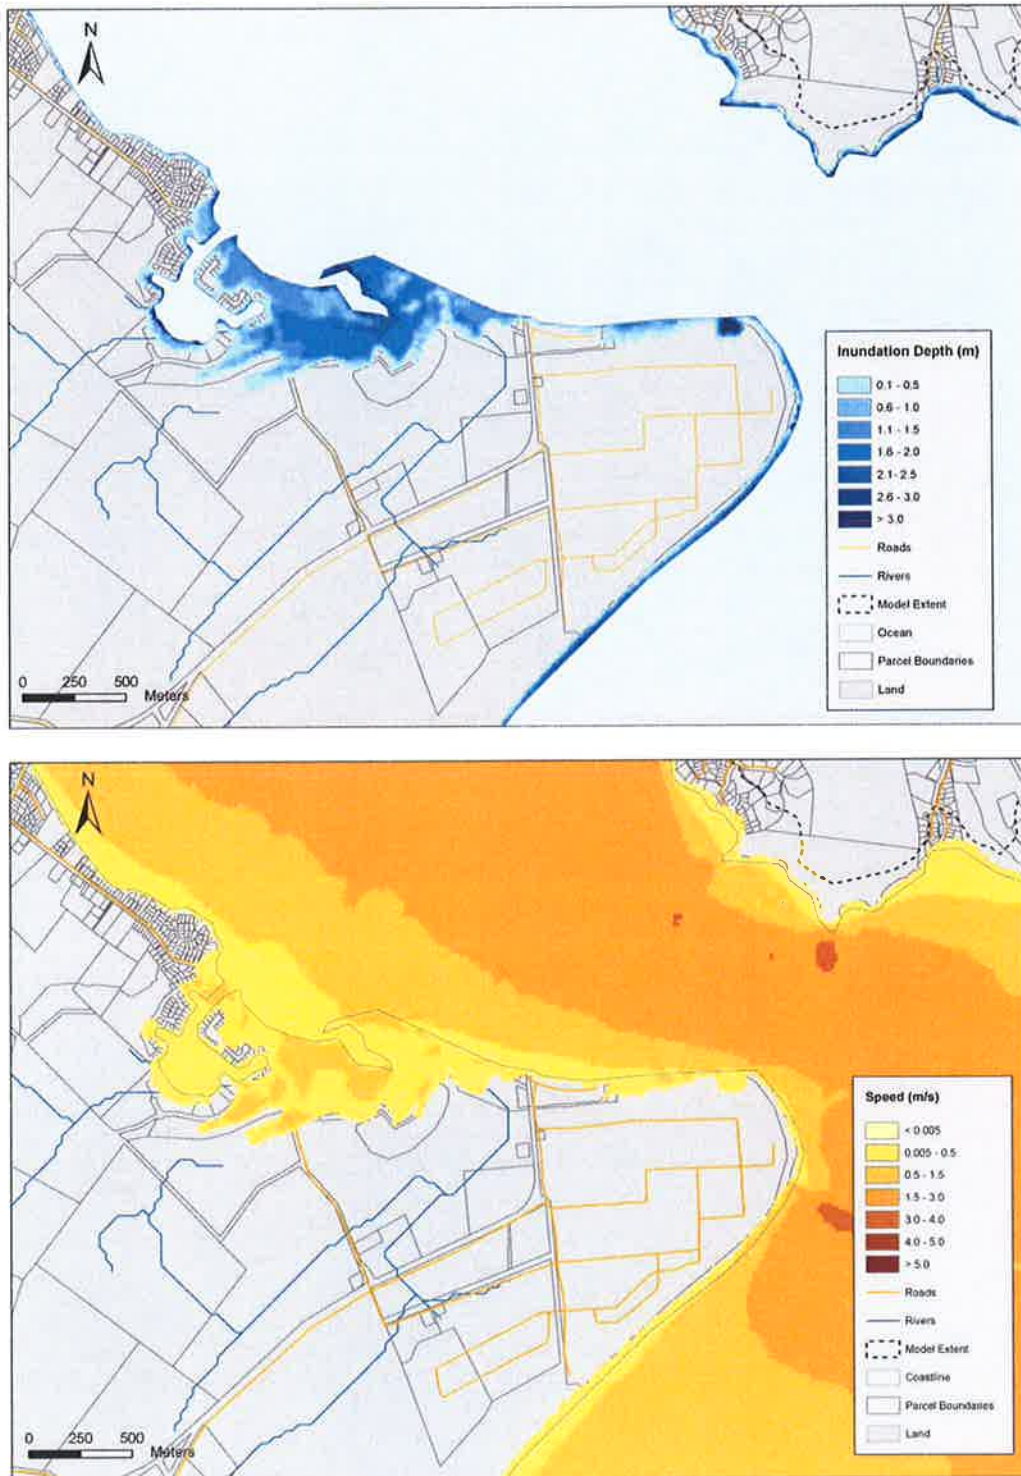 N
0 250 500 Meters
Inundation Depth (m)
0.1 - 0.5
0.6 - 1.0
1.1 - 1.5
1.6 - 2.0
2.1 - 2.5
2.6 - 3.0
> 3.0
Roads
Rivers
Model Extent
Ocean
Parcel Boundaries
Land
N
0 250 500 Meters
Speed (m/s)
< 0.005
0.005 - 0.5
0.5 - 1.5
1.5 - 3.0
3.0 - 4.0
4.0 - 5.0
> 5.0
Roads
Rivers
Model Extent
Coastline
Parcel Boundaries
Land